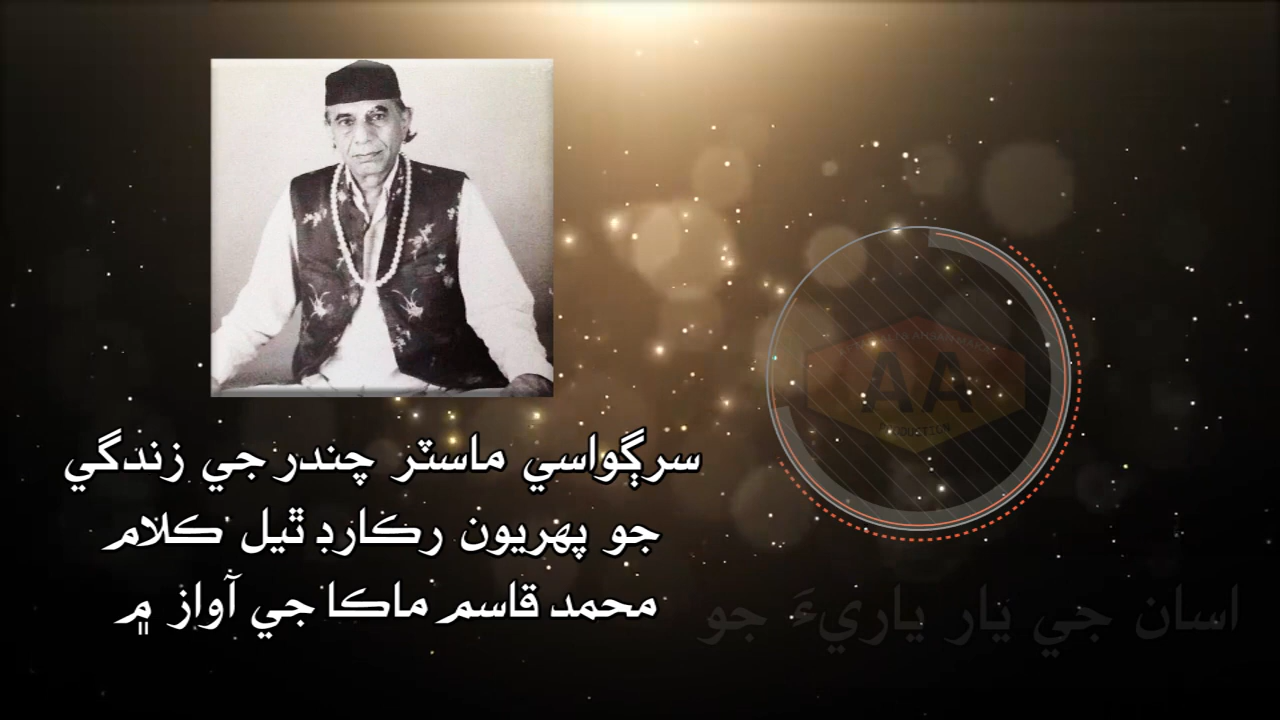 سرڳواسي ماسٽر چندر جي زندگي
جو پهريون رڪارڊ ٿيل ڪلام
محمد قاسم ماڪا جي آواز ۾
AA
اسان جي يار ياريءَ جو